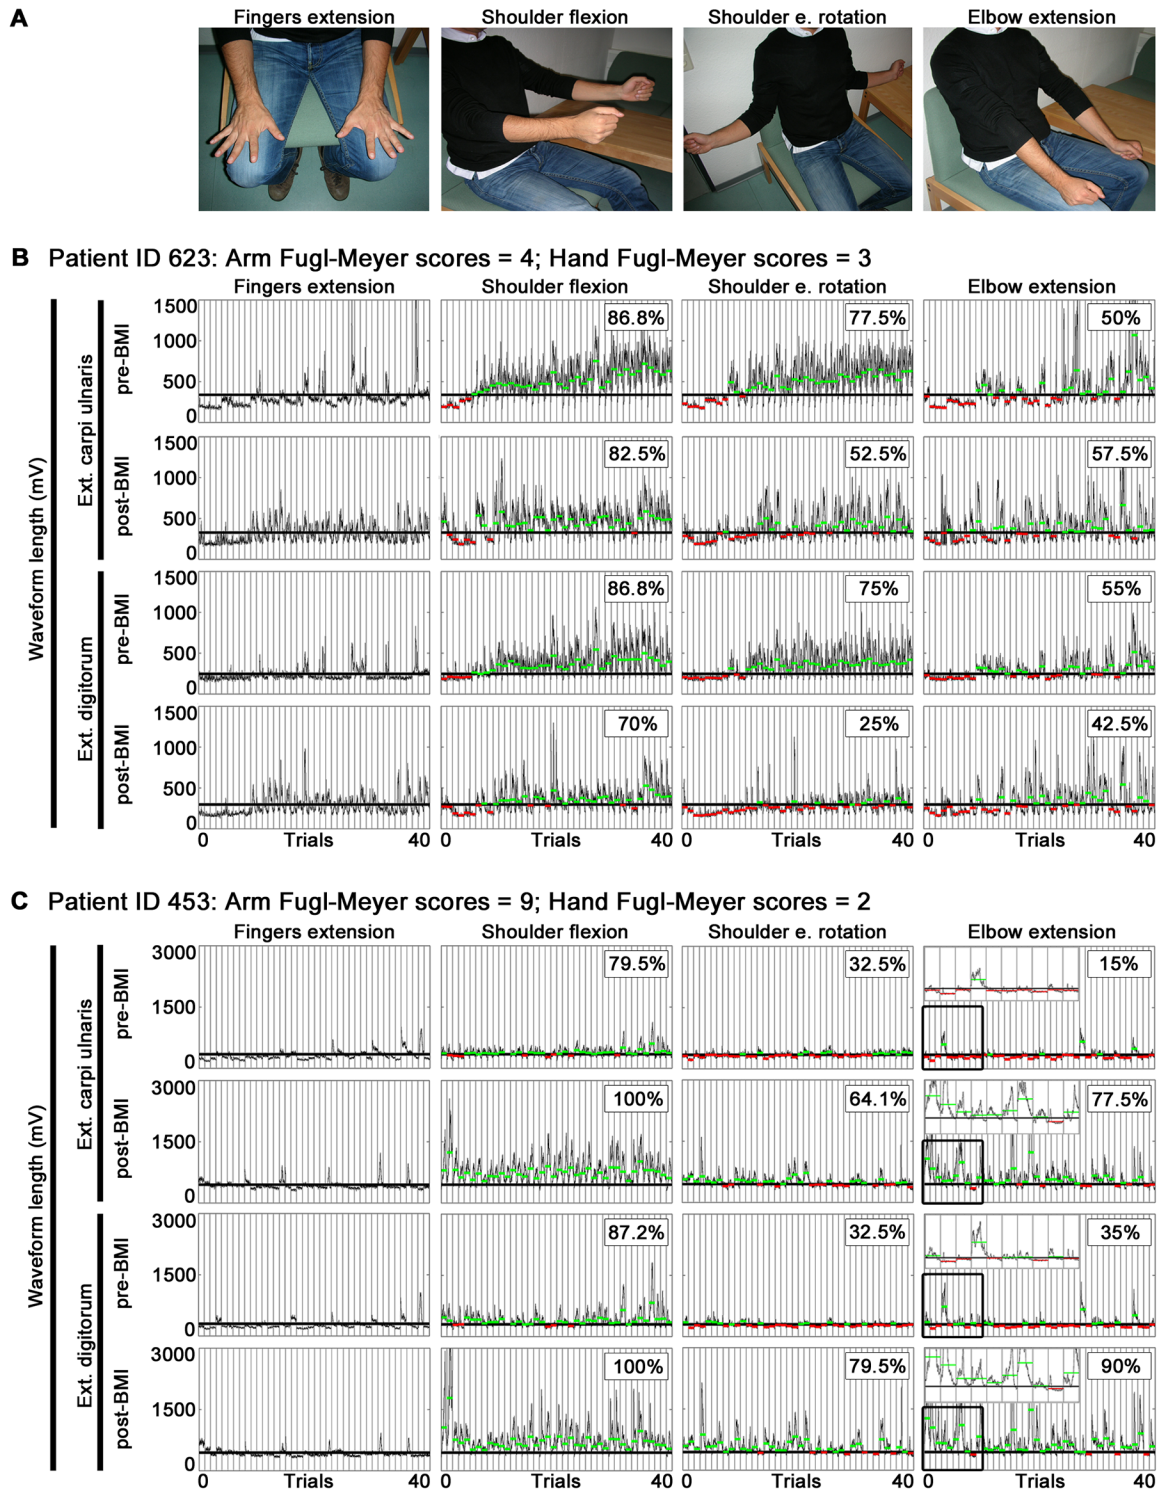 A
Fingers extension Shoulder flexion Shoulder e. rotation Elbow extension
B Patient ID 623: Arm Fugl-Meyer scores = 4; Hand Fugl-Meyer scores = 3
Fingers extension Shoulder flexion Shoulder e. rotation Elbow extension
Waveform length (mV)
Ext. carpi ulnaris
pre-BMI
1500
1000
500
0
86.8% 77.5% 50%
post-BMI
1500
1000
500
0
82.5% 52.5% 57.5%
Ext. digitorum
pre-BMI
1500
1000
500
0
86.8% 75% 55%
post-BMI
1500
1000
500
0
70% 25% 42.5%
0 Trials 40 0 Trials 40 0 Trials 40 0 Trials 40
C Patient ID 453: Arm Fugl-Meyer scores = 9; Hand Fugl-Meyer scores = 2
Fingers extension Shoulder flexion Shoulder e. rotation Elbow extension
Waveform length (mV)
Ext. carpi ulnaris
pre-BMI
3000
1500
0
79.5% 32.5% 15%
post-BMI
3000
1500
0
100% 64.1% 77.5%
Ext. digitorum
pre-BMI
3000
1500
0
87.2% 32.5% 35%
post-BMI
3000
1500
0
100% 79.5% 90%
0 Trials 40 0 Trials 40 0 Trials 40 0 Trials 40